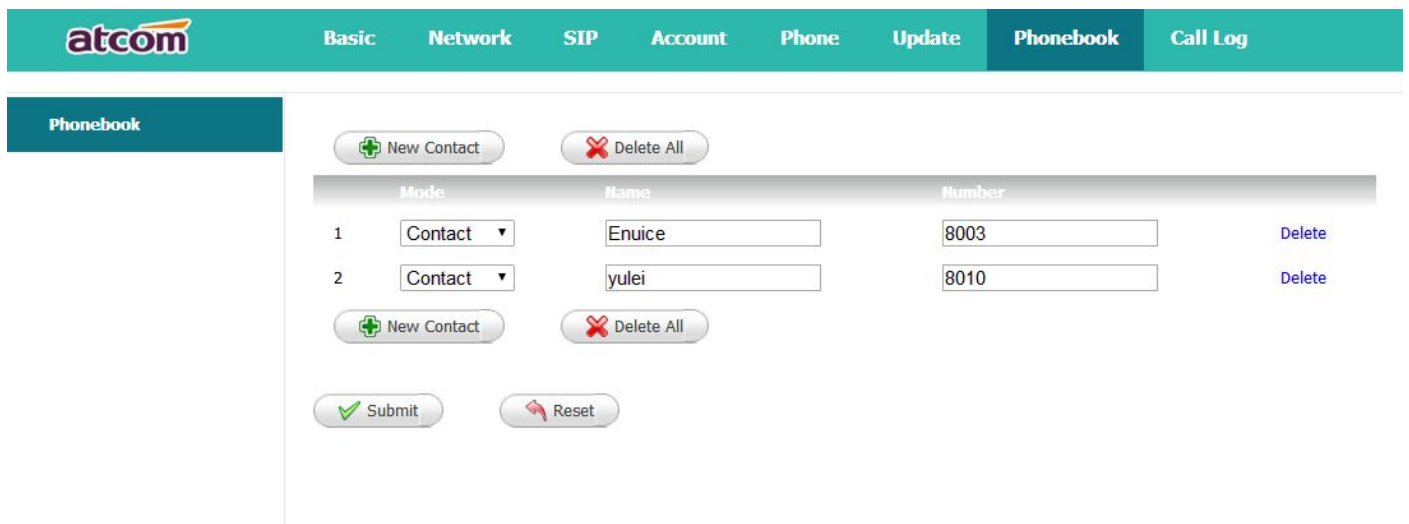 atcom Basic Network SIP Account Phone Update Phonebook Call Log
Phonebook
New Contact Delete All
Mode Name Number
1 Contact Enuice 8003 Delete
2 Contact yulei 8010 Delete
New Contact Delete All
Submit Reset